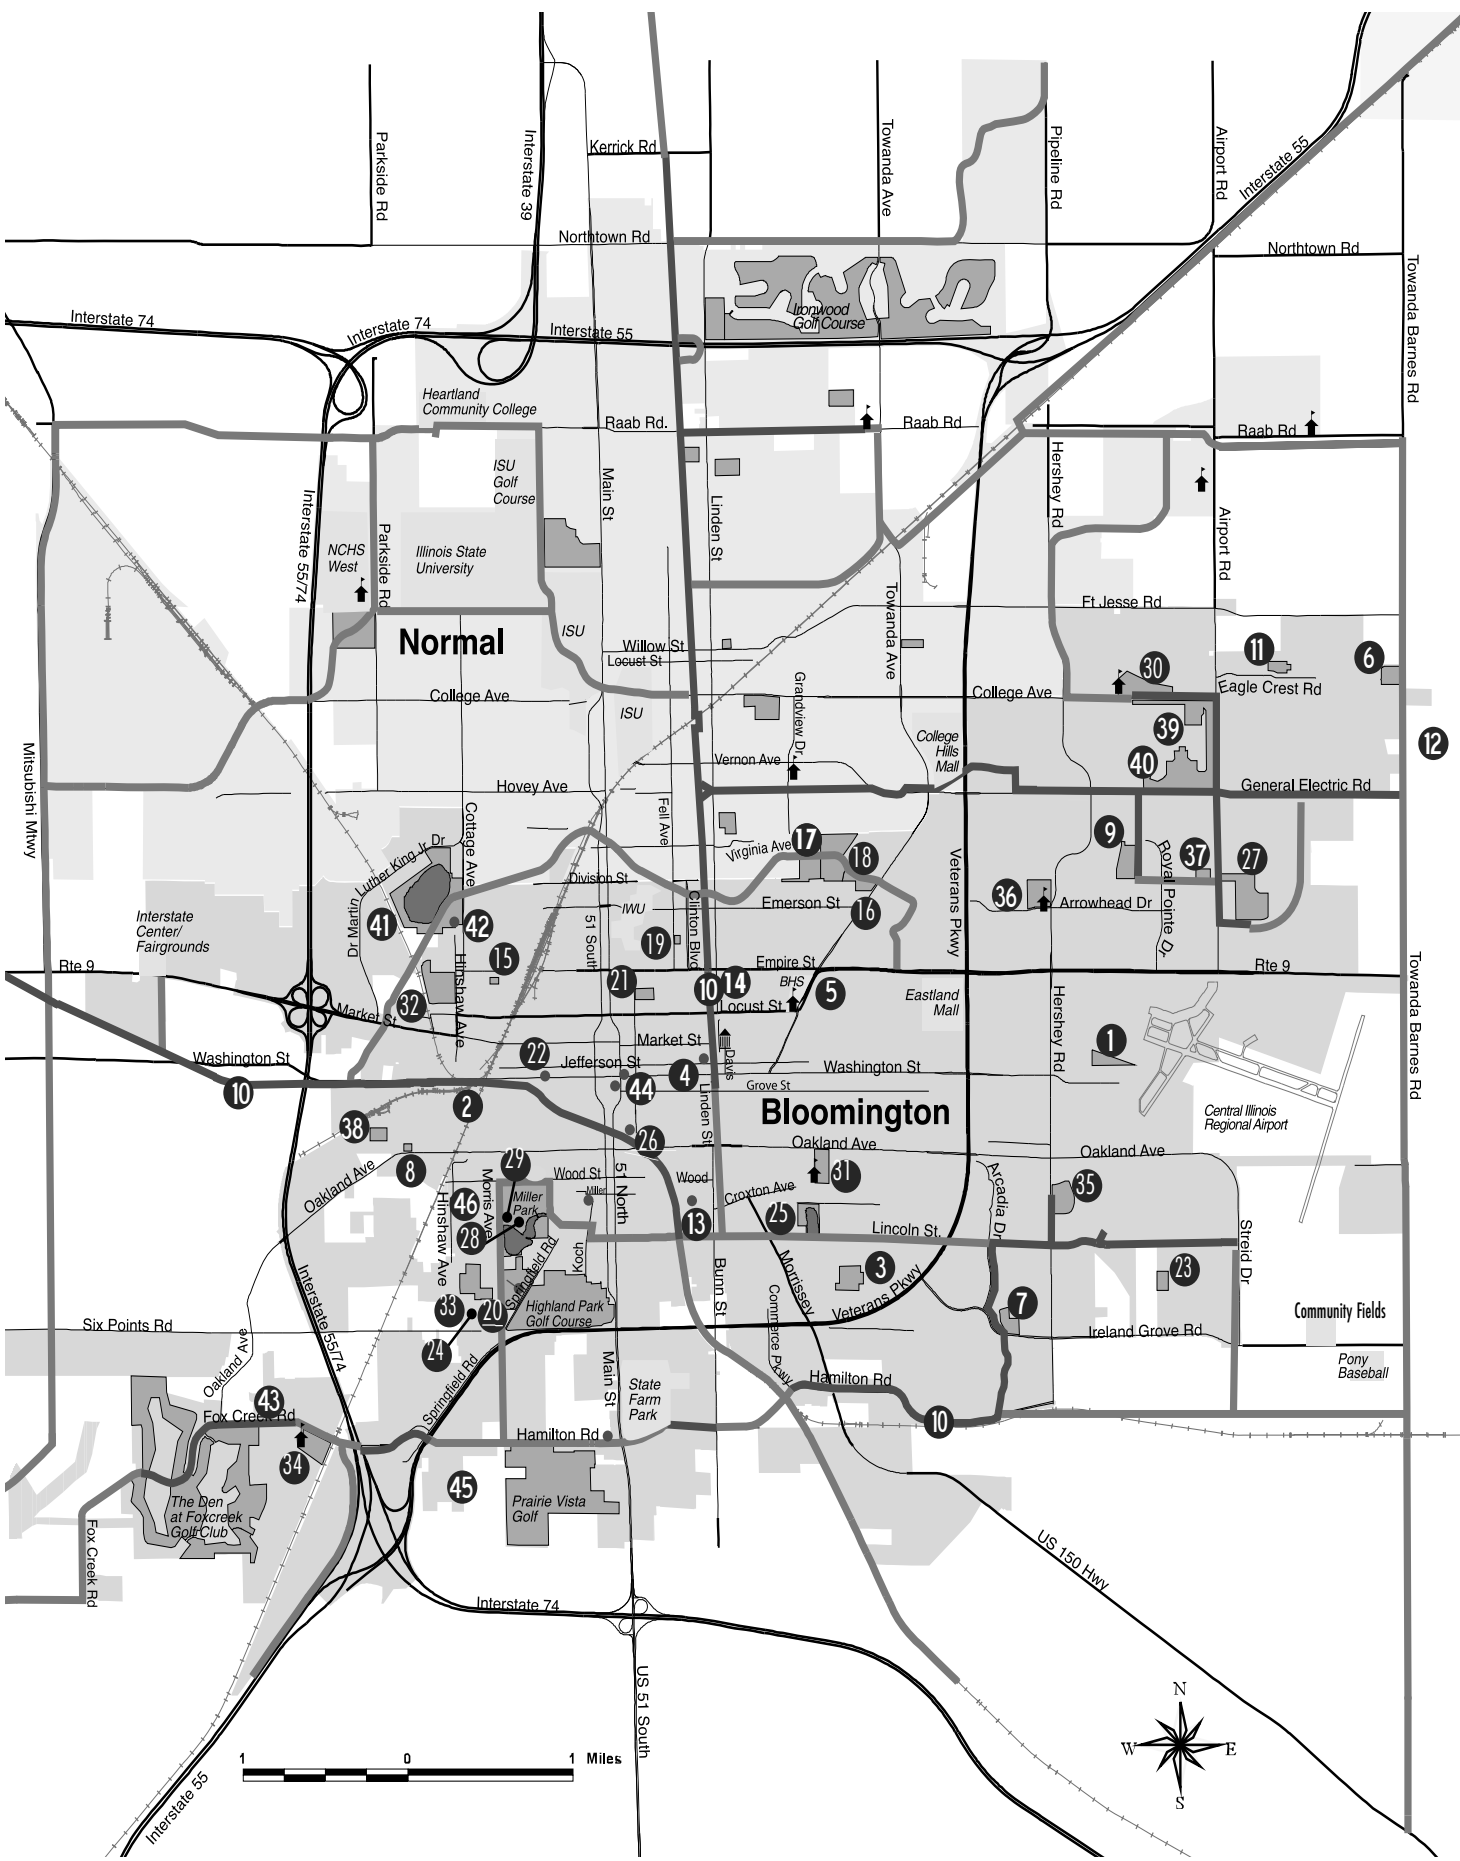 Kerrick Rd
Parkside Rd
Interstate 39
Towanda Ave
Pipeline Rd
Airport Rd
Interstate 55
Northtown Rd
Northtown Rd
Towanda Barnes Rd
Interstate 74
Interstate 74
Interstate 55
Ironwood
Golf Course
Heartland
Community College
Raab Rd.
Raab Rd
Raab Rd
ISU
Golf
Course
Main St
Linden St
Hershey Rd
Airport Rd
Interstate 55/74
NCHS
West
Parkside Rd
Illinois State
University
Normal
ISU
Willow St
Locust St
Towanda Ave
Ft Jesse Rd
11
6
30
Eagle Crest Rd
College Ave
College Ave
ISU
Grandview Dr
College
Hills
Mall
39
12
40
Vernon Ave
Mitsubishi Mtwy
Hovey Ave
General Electric Rd
Cottage Ave
Fell Ave
Dr Martin Luther King Jr Dr
Virginia Ave
17
18
Veterans Pkwy
9
Royal Pointe Dr
37
27
Division St
IWU
Clinton Blvd
Emerson St
16
36
Arrowhead Dr
Interstate
Center/
Fairgrounds
41
42
51 South
19
15
Hinshaw Ave
Rte 9
Empire St
Rte 9
Towanda Barnes Rd
21
10
14
BHS
5
Eastland
Mall
Hershey Rd
32
Market St
Locust St
Market St
1
22
Jefferson St
Davis
Washington St
Washington St
4
Grove St
44
10
2
Linden St
Bloomington
Central Illinois
Regional Airport
38
26
Oakland Ave
Oakland Ave
8
29
Wood St
Wood
31
Oakland Ave
46
Morris Ave
Miller
Park
Miller
51 North
Croxton Ave
Arcadia Dr
35
Hinshaw Ave
28
13
25
Lincoln St.
Streid Dr
Springfield Rd
Koch
Bunn St
Morrissey
3
23
Interstate 55/74
33
20
Highland Park
Golf Course
Commerce Pkwy
Veterans Pkwy
7
Community Fields
Six Points Rd
24
Ireland Grove Rd
Oakland Ave
Springfield Rd
Main St
State
Farm
Park
Hamilton Rd
Pony
Baseball
43
Fox Creek Rd
Hamilton Rd
10
34
45
The Den
at Foxcreek
Golf Club
Prairie Vista
Golf
Fox Creek Rd
US 150 Hwy
Interstate 74
US 51 South
N
W E
S
1 0 1 Miles
Interstate 55